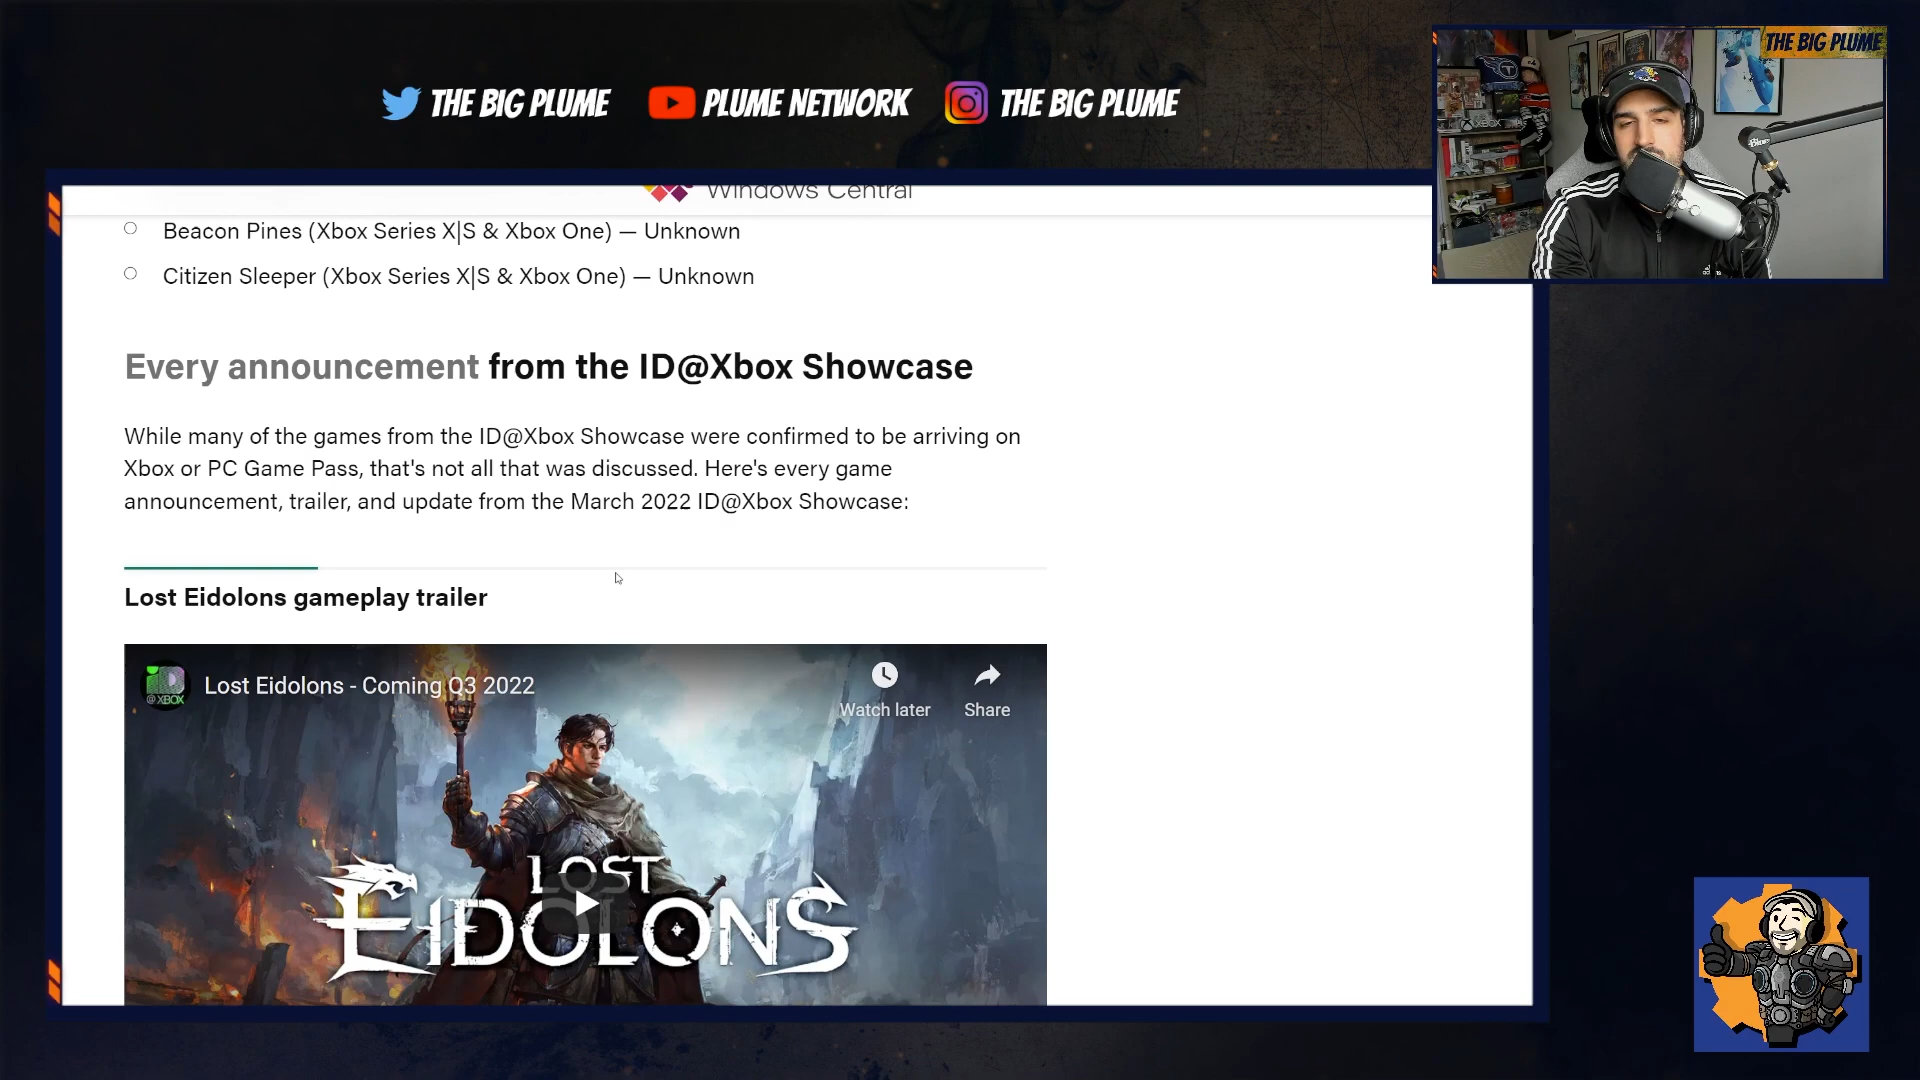 THE BIG PLUME
PLUME NETWORK
THE BIG PLUME
THE BIG PLUME
Windows Central
Beacon Pines (Xbox Series X|S & Xbox One) — Unknown
Citizen Sleeper (Xbox Series X|S & Xbox One) — Unknown
Every announcement from the ID@Xbox Showcase
While many of the games from the ID@Xbox Showcase were confirmed to be arriving on
Xbox or PC Game Pass, that's not all that was discussed. Here's every game
announcement, trailer, and update from the March 2022 ID@Xbox Showcase:
Lost Eidolons gameplay trailer
iD
@XBOX
Lost Eidolons - Coming Q3 2022
Watch later
Share
LOST
EIDOLONS